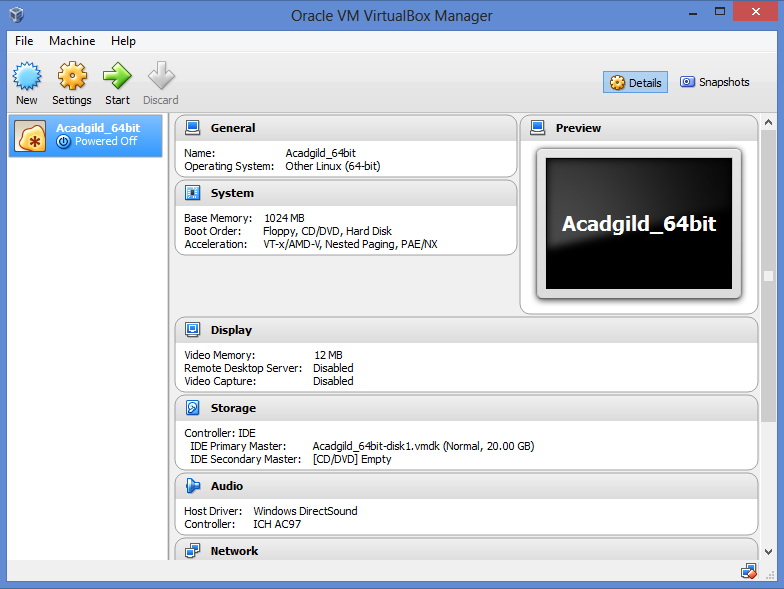 Oracle VM VirtualBox Manager
File Machine Help
New Settings Start Discard
Details Snapshots
Acadgild_64bit
Powered Off
General
Name: Acadgild_64bit
Operating System: Other Linux (64-bit)
System
Base Memory: 1024 MB
Boot Order: Floppy, CD/DVD, Hard Disk
Acceleration: VT-x/AMD-V, Nested Paging, PAE/NX
Preview
Acadgild_64bit
Display
Video Memory: 12 MB
Remote Desktop Server: Disabled
Video Capture: Disabled
Storage
Controller: IDE
IDE Primary Master: Acadgild_64bit-disk1.vmdk (Normal, 20.00 GB)
IDE Secondary Master: [CD/DVD] Empty
Audio
Host Driver: Windows DirectSound
Controller: ICH AC97
Network